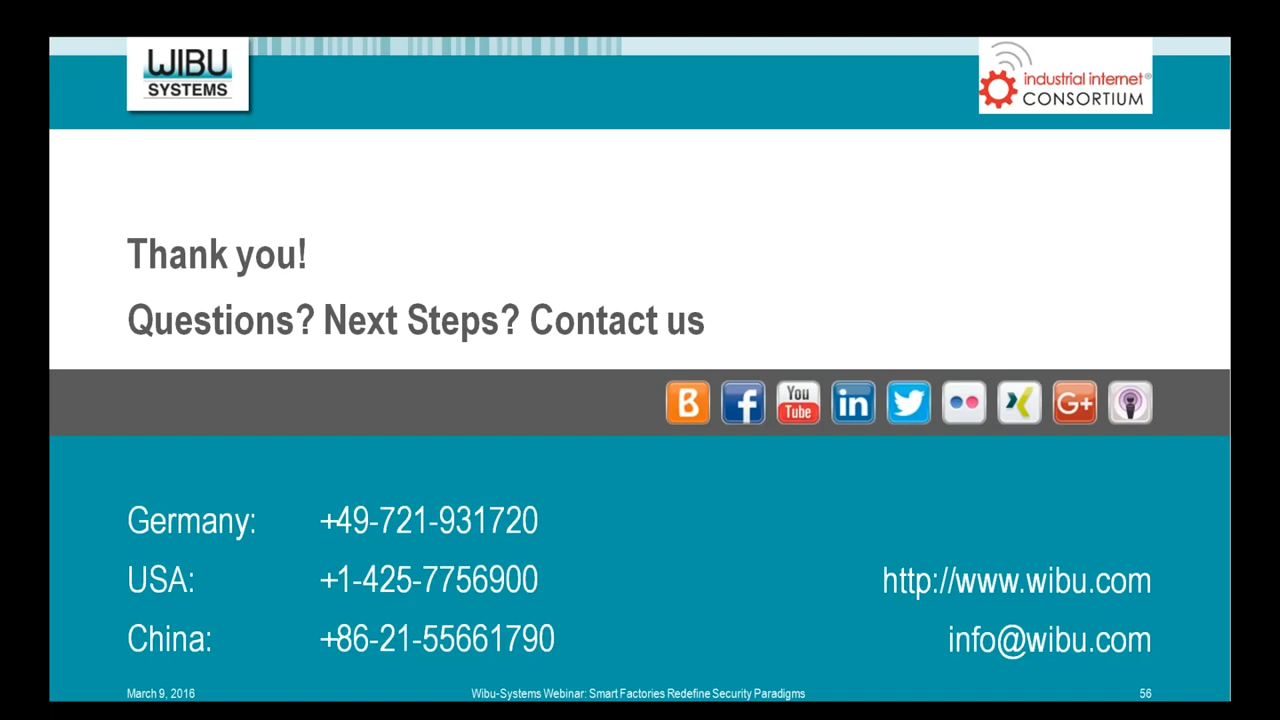 WIBU
SYSTEMS
industrial internet®
CONSORTIUM
Thank you!
Questions? Next Steps? Contact us
B f You Tube in G+
Germany: +49-721-931720
USA: +1-425-7756900 http://www.wibu.com
China: +86-21-55661790 info@wibu.com
March 9, 2016 Wibu-Systems Webinar: Smart Factories Redefine Security Paradigms 56